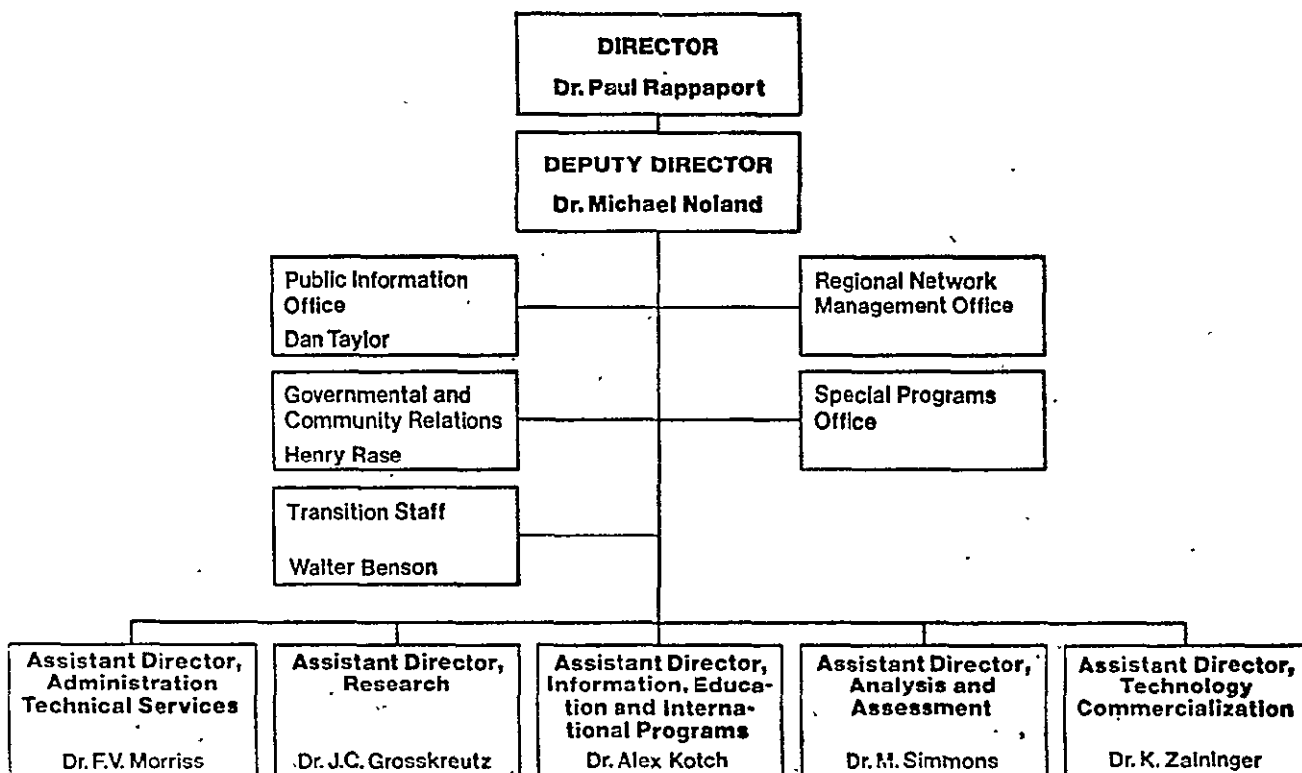 DIRECTOR
Dr. Paul Rappaport
DEPUTY DIRECTOR
Dr. Michael Noland
Public Information
Office
Dan Taylor
Regional Network
Management Office
Governmental and
Community Relations
Henry Rase
Special Programs
Office
Transition Staff
Walter Benson
Assistant Director,
Administration
Technical Services
Dr. F.V. Morriss
Assistant Director,
Research
Dr. J.C. Grosskreutz
Assistant Director,
Information, Educa-
tion and Interna-
tional Programs
Dr. Alex Kotch
Assistant Director,
Analysis and
Assessment
Dr. M. Simmons
Assistant Director,
Technology
Commercialization
Dr. K. Zaininger